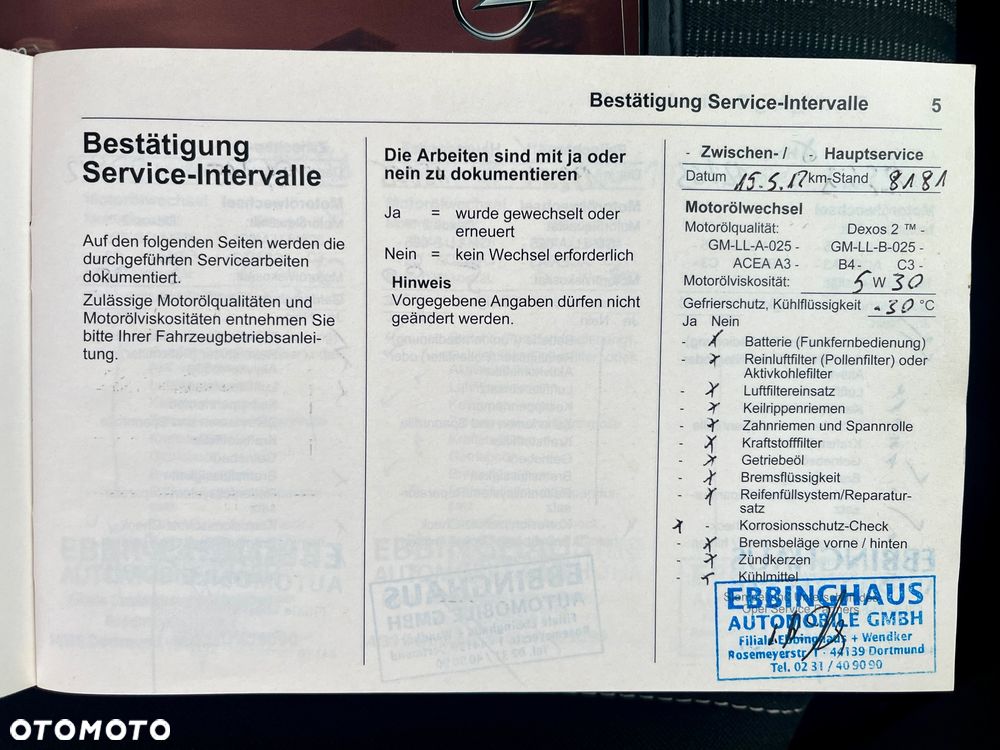 Bestätigung Service-Intervalle 5
Bestätigung
Service-Intervalle
Auf den folgenden Seiten werden die
durchgeführten Servicearbeiten
dokumentiert.
Zulässige Motorölqualitäten und
Motorölviskositäten entnehmen Sie
bitte Ihrer Fahrzeugbetriebsanlei-
tung.
Die Arbeiten sind mit ja oder
nein zu dokumentieren
Ja = wurde gewechselt oder
erneuert
Nein = kein Wechsel erforderlich
Hinweis
Vorgegebene Angaben dürfen nicht
geändert werden.
- Zwischen- / - Hauptservice
Datum 15.5.12 km-Stand 8181
Motorölwechsel
Motorölqualität: Dexos 2 ™ -
GM-LL-A-025 - GM-LL-B-025 -
ACEA A3 - B4 - C3 -
Motorölviskosität: 5 W 30
Gefrierschutz, Kühlflüssigkeit -30 °C
Ja Nein
- x Batterie (Funkfernbedienung)
- x Reinluftfilter (Pollenfilter) oder
Aktivkohlefilter
- x Luftfiltereinsatz
- x Keilrippenriemen
- x Zahnriemen und Spannrolle
- x Kraftstofffilter
- x Getriebeöl
- x Bremsflüssigkeit
- x Reifenfüllsystem/Reparatur-
satz
x - Korrosionsschutz-Check
- x Bremsbeläge vorne / hinten
- x Zündkerzen
- x Kühlmittel
EBBINGHAUS
AUTOMOBILE GMBH
Filiale Ebbinghaus + Wendker
Rosemeyerstr. · 44139 Dortmund
Tel. 02 31 / 40 90 90
OTOMOTO